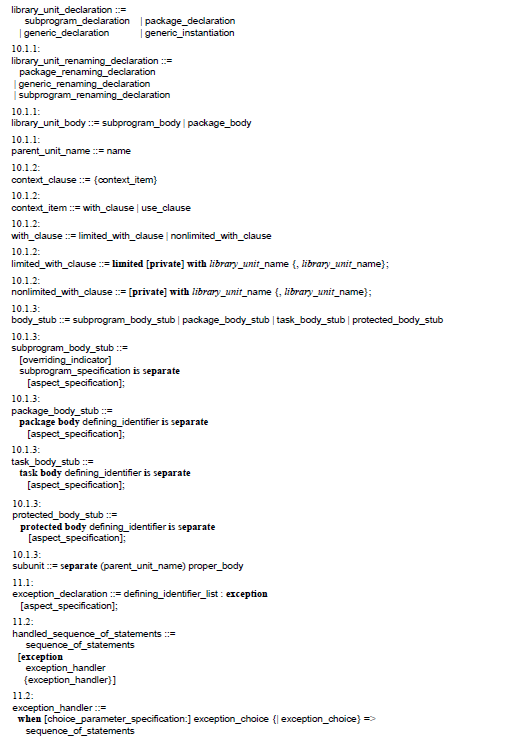 library_unit_declaration ::=
subprogram_declaration | package_declaration
| generic_declaration | generic_instantiation
10.1.1:
library_unit_renaming_declaration ::=
package_renaming_declaration
| generic_renaming_declaration
| subprogram_renaming_declaration
10.1.1:
library_unit_body ::= subprogram_body | package_body
10.1.1:
parent_unit_name ::= name
10.1.2:
context_clause ::= {context_item}
10.1.2:
context_item ::= with_clause | use_clause
10.1.2:
with_clause ::= limited_with_clause | nonlimited_with_clause
10.1.2:
limited_with_clause ::= limited [private] with library_unit_name {, library_unit_name};
10.1.2:
nonlimited_with_clause ::= [private] with library_unit_name {, library_unit_name};
10.1.3:
body_stub ::= subprogram_body_stub | package_body_stub | task_body_stub | protected_body_stub
10.1.3:
subprogram_body_stub ::=
[overriding_indicator]
subprogram_specification is separate
[aspect_specification];
10.1.3:
package_body_stub ::=
package body defining_identifier is separate
[aspect_specification];
10.1.3:
task_body_stub ::=
task body defining_identifier is separate
[aspect_specification];
10.1.3:
protected_body_stub ::=
protected body defining_identifier is separate
[aspect_specification];
10.1.3:
subunit ::= separate (parent_unit_name) proper_body
11.1:
exception_declaration ::= defining_identifier_list : exception
[aspect_specification];
11.2:
handled_sequence_of_statements ::=
sequence_of_statements
[exception
exception_handler
{exception_handler}]
11.2:
exception_handler ::=
when [choice_parameter_specification:] exception_choice {| exception_choice} =>
sequence_of_statements